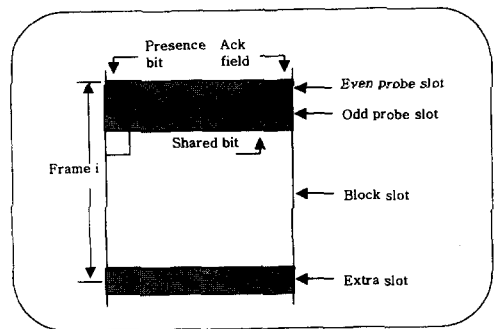 Presence bit
Ack field
Even probe slot
Odd probe slot
Shared bit
Frame i
Block slot
Extra slot